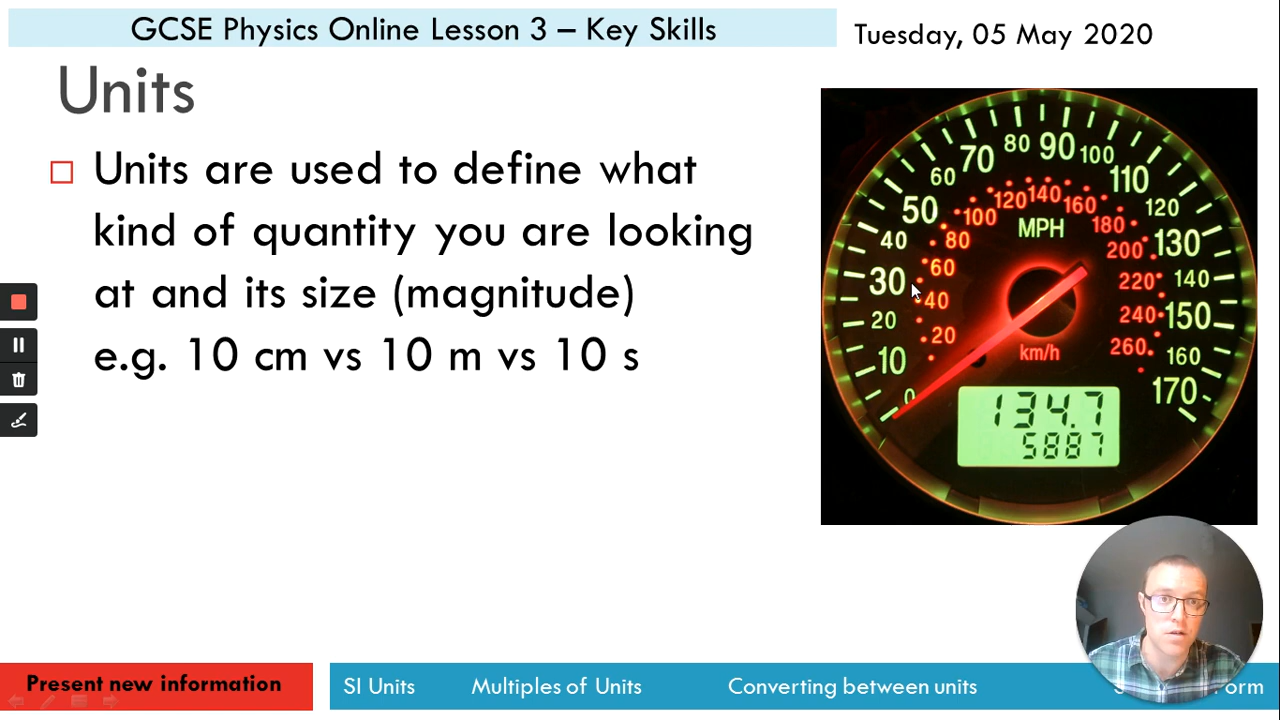 GCSE Physics Online Lesson 3 – Key Skills
Tuesday, 05 May 2020
Units
Units are used to define what
kind of quantity you are looking
at and its size (magnitude)
e.g. 10 cm vs 10 m vs 10 s
0
10
20
30
40
50
60
70
80
90
100
110
120
130
140
150
160
170
MPH
20
40
60
80
100
120
140
160
180
200
220
240
260
km/h
134.7
5887
Present new information
SI Units
Multiples of Units
Converting between units